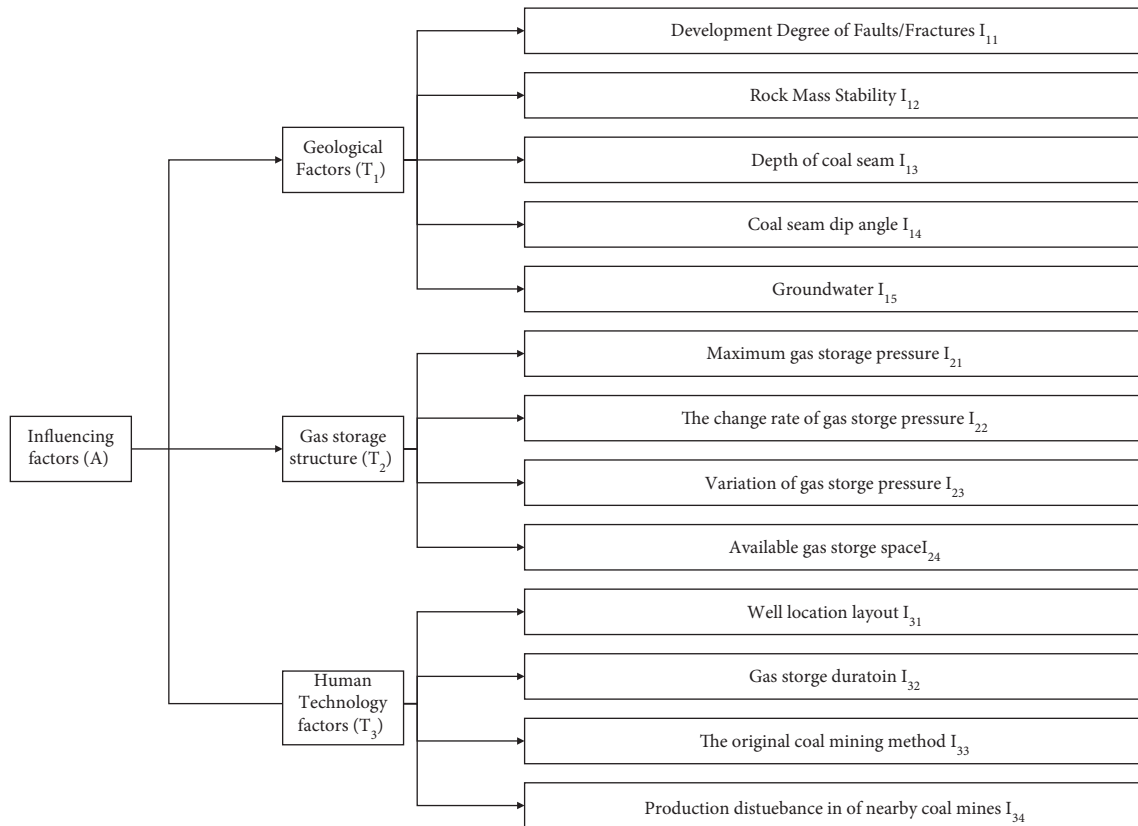 Development Degree of Faults/Fractures I₁₁
Rock Mass Stability I₁₂
Geological
Factors (T₁)
Depth of coal seam I₁₃
Coal seam dip angle I₁₄
Groundwater I₁₅
Maximum gas storage pressure I₂₁
The change rate of gas storge pressure I₂₂
Influencing
factors (A)
Gas storage
structure (T₂)
Variation of gas storge pressure I₂₃
Available gas storge spaceI₂₄
Well location layout I₃₁
Gas storge duratoin I₃₂
Human
Technology
factors (T₃)
The original coal mining method I₃₃
Production distuebance in of nearby coal mines I₃₄